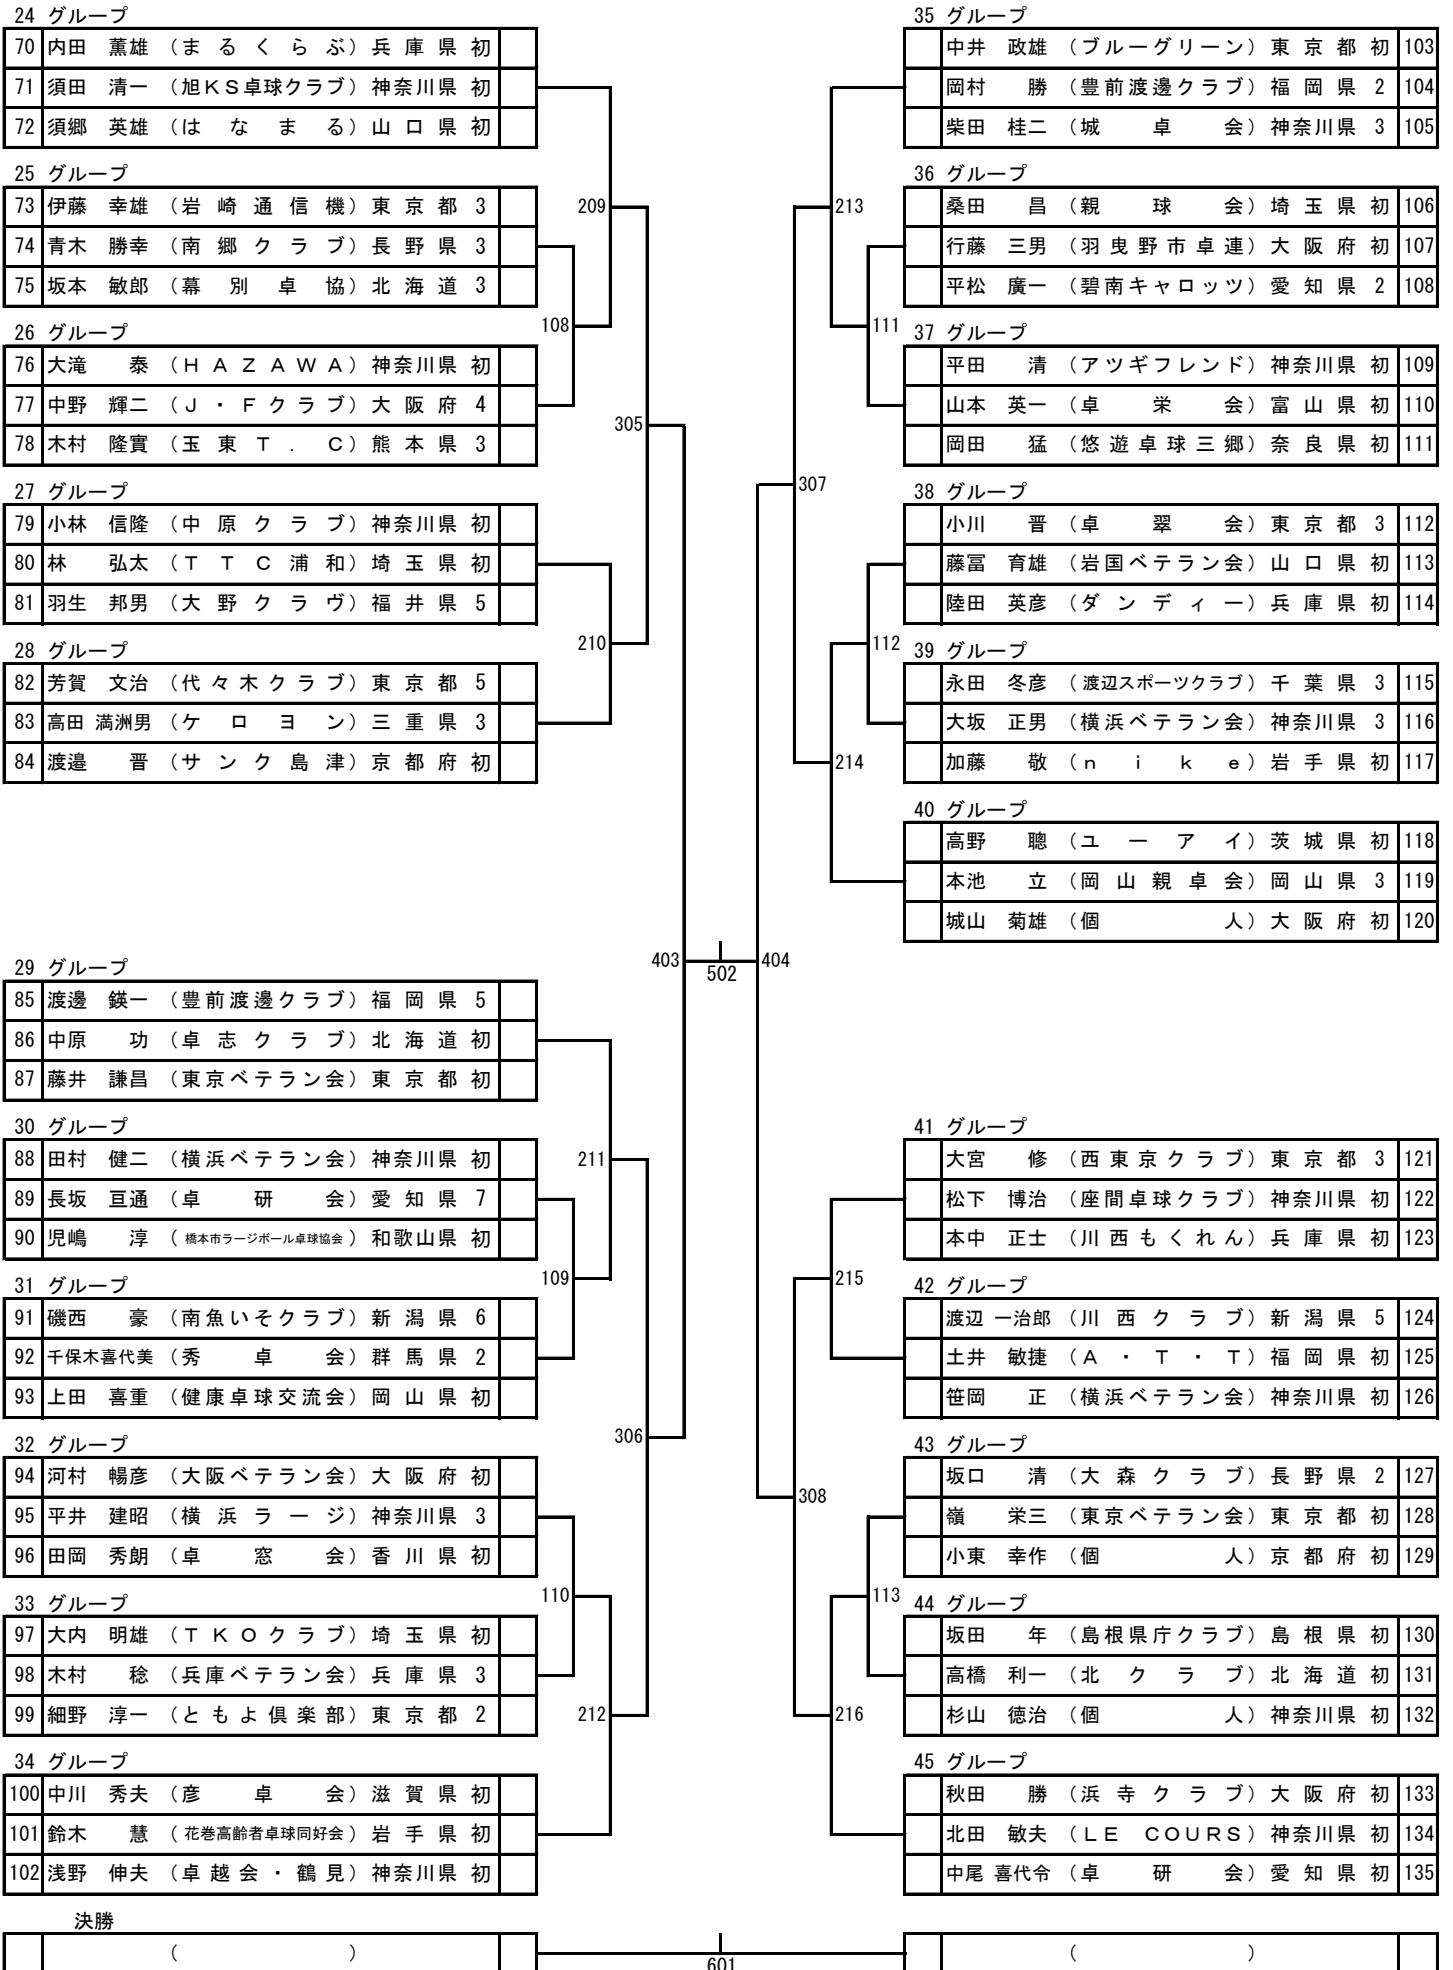 24 グループ
70 内田 薫雄 (まるくらぶ) 兵庫県 初
71 須田 清一 (旭KS卓球クラブ) 神奈川県 初
72 須郷 英雄 (はなまる) 山口県 初
25 グループ
73 伊藤 幸雄 (岩崎通信機) 東京都 3
74 青木 勝幸 (南郷クラブ) 長野県 3
75 坂本 敏郎 (幕別卓協) 北海道 3
26 グループ
76 大滝 泰 (HAZAWA) 神奈川県 初
77 中野 輝二 (J・Fクラブ) 大阪府 4
78 木村 隆實 (玉東T.C) 熊本県 3
27 グループ
79 小林 信隆 (中原クラブ) 神奈川県 初
80 林 弘太 (TTC浦和) 埼玉県 初
81 羽生 邦男 (大野クラヴ) 福井県 5
28 グループ
82 芳賀 文治 (代々木クラブ) 東京都 5
83 高田 満洲男 (ケロヨン) 三重県 3
84 渡邉 晋 (サンク島津) 京都府 初
29 グループ
85 渡邊 鍈一 (豊前渡邊クラブ) 福岡県 5
86 中原 功 (卓志クラブ) 北海道 初
87 藤井 謙昌 (東京ベテラン会) 東京都 初
30 グループ
88 田村 健二 (横浜ベテラン会) 神奈川県 初
89 長坂 亘通 (卓研会) 愛知県 7
90 児嶋 淳 (橋本市ラージボール卓球協会) 和歌山県 初
31 グループ
91 磯西 豪 (南魚いそクラブ) 新潟県 6
92 千保木喜代美 (秀卓会) 群馬県 2
93 上田 喜重 (健康卓球交流会) 岡山県 初
32 グループ
94 河村 暢彦 (大阪ベテラン会) 大阪府 初
95 平井 建昭 (横浜ラージ) 神奈川県 3
96 田岡 秀朗 (卓窓会) 香川県 初
33 グループ
97 大内 明雄 (TKOクラブ) 埼玉県 初
98 木村 稔 (兵庫ベテラン会) 兵庫県 3
99 細野 淳一 (ともよ倶楽部) 東京都 2
34 グループ
100 中川 秀夫 (彦卓会) 滋賀県 初
101 鈴木 慧 (花巻高齢者卓球同好会) 岩手県 初
102 浅野 伸夫 (卓越会・鶴見) 神奈川県 初
209
108
305
210
403
502
404
211
109
306
110
212
213
111
307
112
214
215
308
113
216
35 グループ
中井 政雄 (ブルーグリーン) 東京都 初 103
岡村 勝 (豊前渡邊クラブ) 福岡県 2 104
柴田 桂二 (城卓会) 神奈川県 3 105
36 グループ
桑田 昌 (親球会) 埼玉県 初 106
行藤 三男 (羽曳野市卓連) 大阪府 初 107
平松 廣一 (碧南キャロッツ) 愛知県 2 108
37 グループ
平田 清 (アツギフレンド) 神奈川県 初 109
山本 英一 (卓栄会) 富山県 初 110
岡田 猛 (悠遊卓球三郷) 奈良県 初 111
38 グループ
小川 晋 (卓翠会) 東京都 3 112
藤冨 育雄 (岩国ベテラン会) 山口県 初 113
陸田 英彦 (ダンディー) 兵庫県 初 114
39 グループ
永田 冬彦 (渡辺スポーツクラブ) 千葉県 3 115
大坂 正男 (横浜ベテラン会) 神奈川県 3 116
加藤 敬 (nike) 岩手県 初 117
40 グループ
高野 聰 (ユーアイ) 茨城県 初 118
本池 立 (岡山親卓会) 岡山県 3 119
城山 菊雄 (個人) 大阪府 初 120
41 グループ
大宮 修 (西東京クラブ) 東京都 3 121
松下 博治 (座間卓球クラブ) 神奈川県 初 122
本中 正士 (川西もくれん) 兵庫県 初 123
42 グループ
渡辺 一治郎 (川西クラブ) 新潟県 5 124
土井 敏捷 (A・T・T) 福岡県 初 125
笹岡 正 (横浜ベテラン会) 神奈川県 初 126
43 グループ
坂口 清 (大森クラブ) 長野県 2 127
嶺 栄三 (東京ベテラン会) 東京都 初 128
小東 幸作 (個人) 京都府 初 129
44 グループ
坂田 年 (島根県庁クラブ) 島根県 初 130
高橋 利一 (北クラブ) 北海道 初 131
杉山 徳治 (個人) 神奈川県 初 132
45 グループ
秋田 勝 (浜寺クラブ) 大阪府 初 133
北田 敏夫 (LE COURS) 神奈川県 初 134
中尾 喜代令 (卓研会) 愛知県 初 135
決勝
( ) 601 ( )